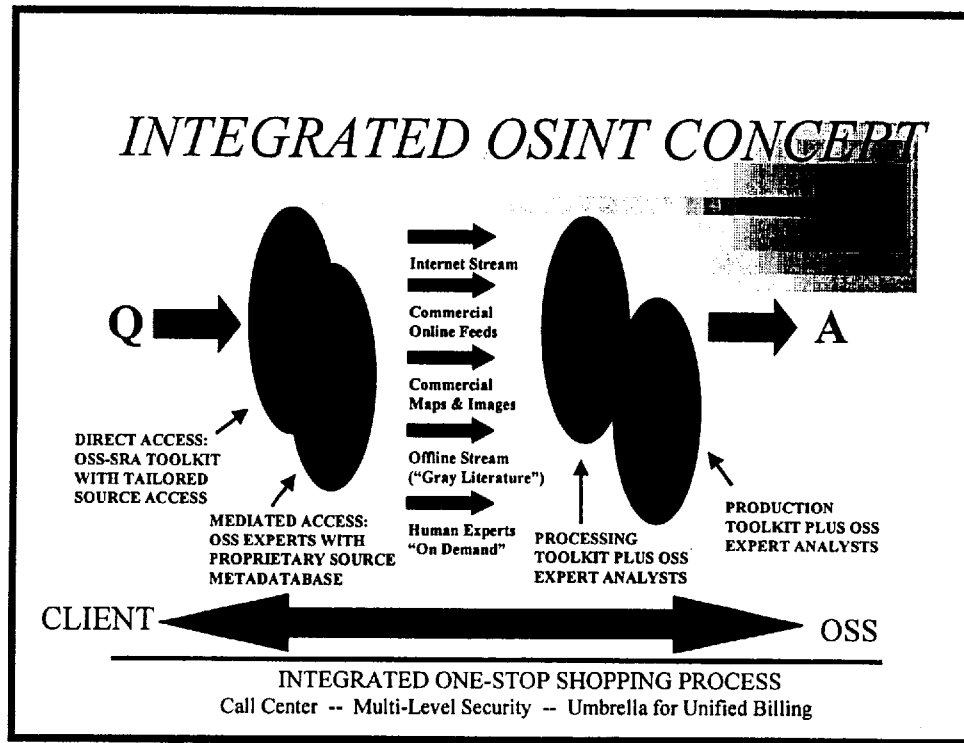 INTEGRATED OSINT CONCEPT
Internet Stream
Q
Commercial
Online Feeds
A
Commercial
Maps & Images
DIRECT ACCESS:
OSS-SRA TOOLKIT
WITH TAILORED
SOURCE ACCESS
Offline Stream
("Gray Literature")
MEDIATED ACCESS:
OSS EXPERTS WITH
PROPRIETARY SOURCE
METADATABASE
Human Experts
"On Demand"
PROCESSING
TOOLKIT PLUS OSS
EXPERT ANALYSTS
PRODUCTION
TOOLKIT PLUS OSS
EXPERT ANALYSTS
CLIENT
OSS
INTEGRATED ONE-STOP SHOPPING PROCESS
Call Center -- Multi-Level Security -- Umbrella for Unified Billing